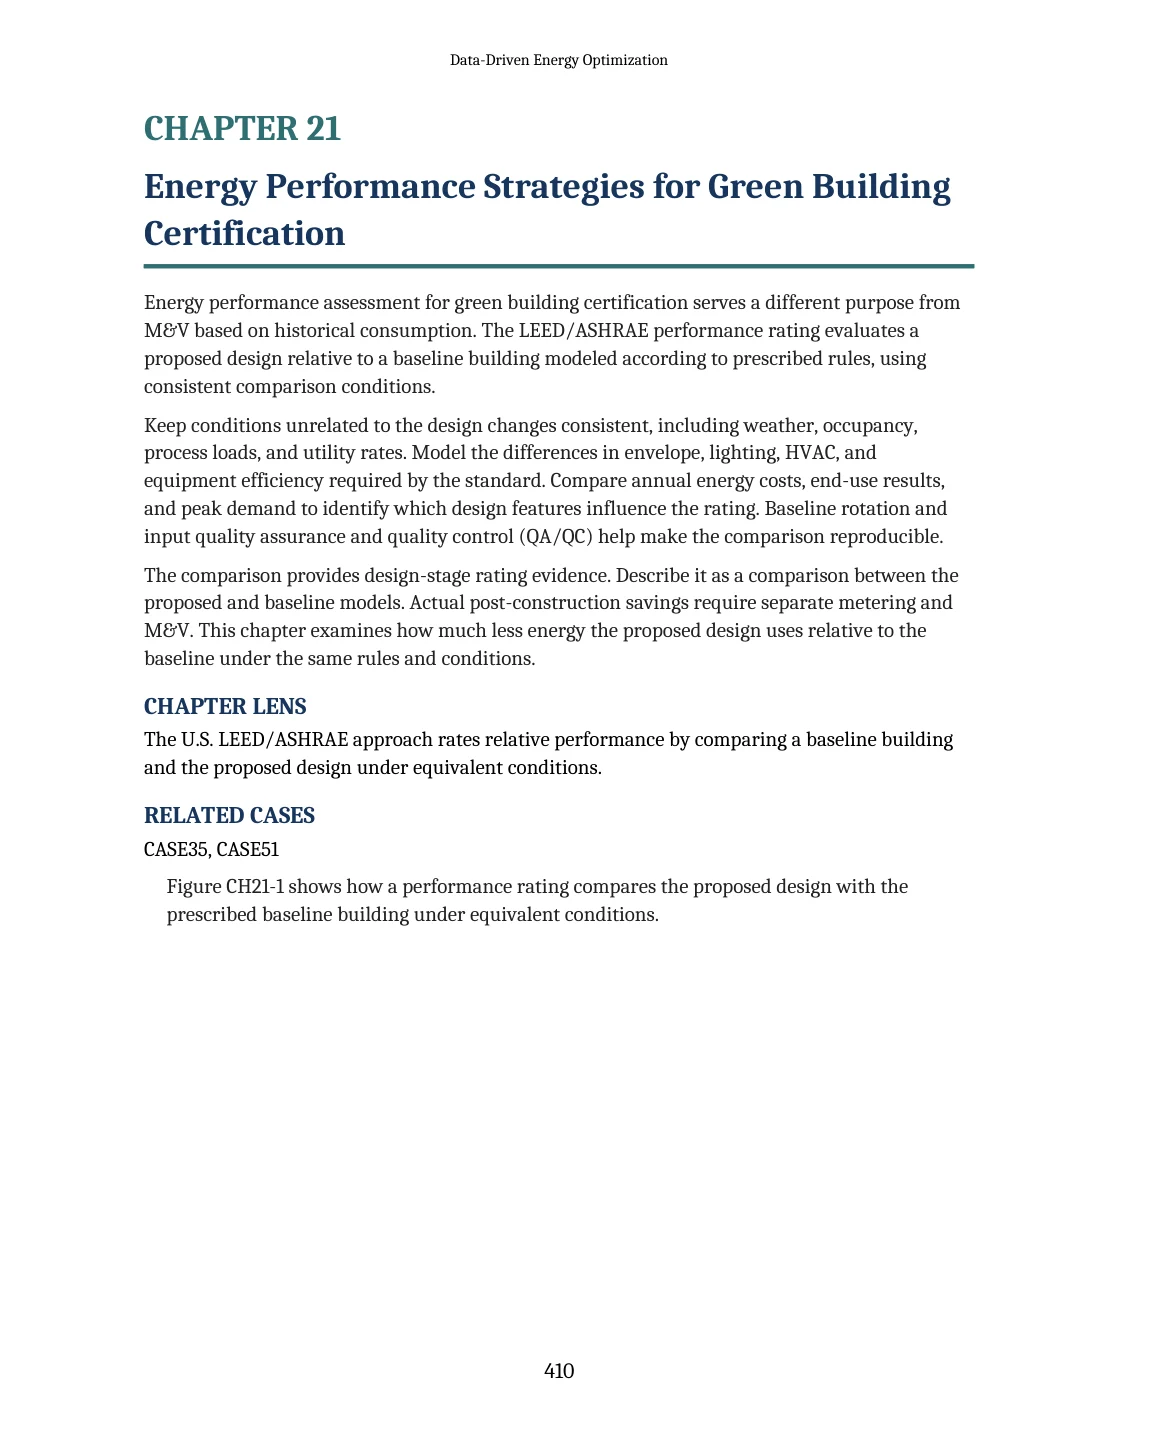 Data-Driven Energy Optimization
CHAPTER 21
Energy Performance Strategies for Green Building
Certification
Energy performance assessment for green building certification serves a different purpose from
M&V based on historical consumption. The LEED/ASHRAE performance rating evaluates a
proposed design relative to a baseline building modeled according to prescribed rules, using
consistent comparison conditions.
Keep conditions unrelated to the design changes consistent, including weather, occupancy,
process loads, and utility rates. Model the differences in envelope, lighting, HVAC, and
equipment efficiency required by the standard. Compare annual energy costs, end-use results,
and peak demand to identify which design features influence the rating. Baseline rotation and
input quality assurance and quality control (QA/QC) help make the comparison reproducible.
The comparison provides design-stage rating evidence. Describe it as a comparison between the
proposed and baseline models. Actual post-construction savings require separate metering and
M&V. This chapter examines how much less energy the proposed design uses relative to the
baseline under the same rules and conditions.
CHAPTER LENS
The U.S. LEED/ASHRAE approach rates relative performance by comparing a baseline building
and the proposed design under equivalent conditions.
RELATED CASES
CASE35, CASE51
Figure CH21-1 shows how a performance rating compares the proposed design with the
prescribed baseline building under equivalent conditions.
410